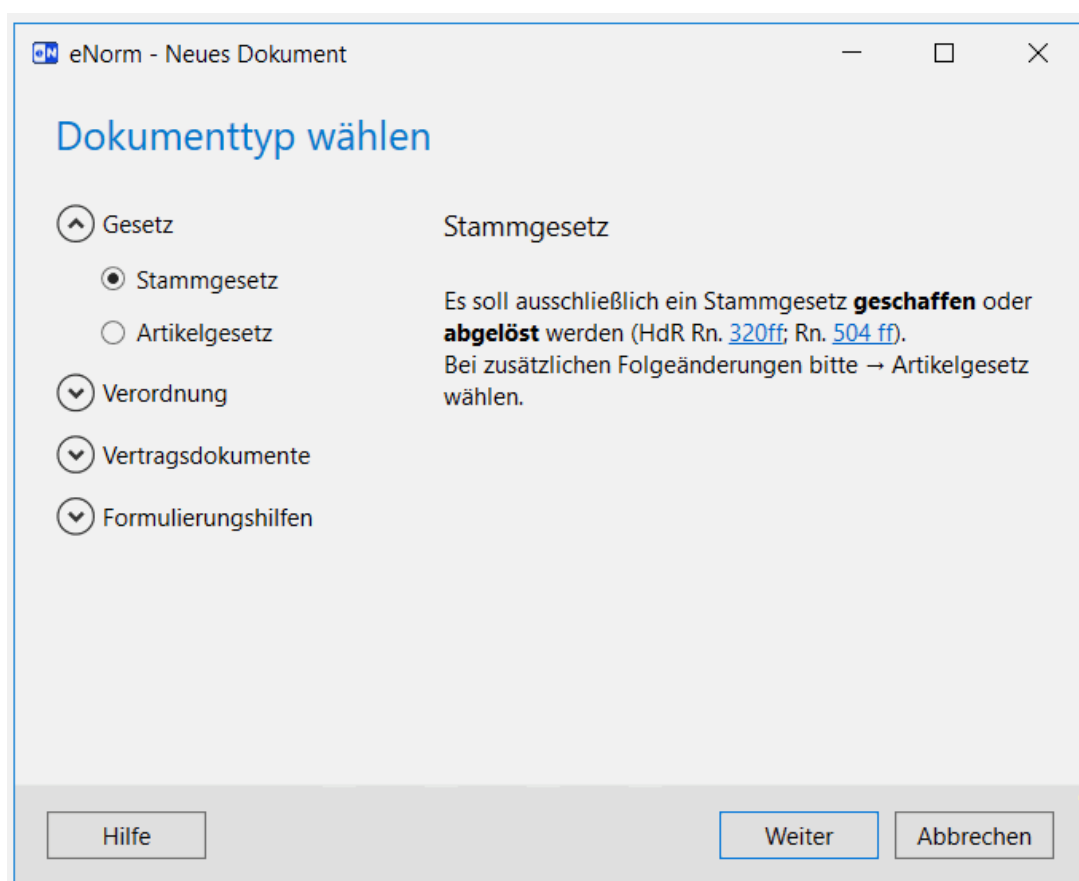 eN eNorm - Neues Dokument
Dokumenttyp wählen
Gesetz
Stammgesetz
Artikelgesetz
Verordnung
Vertragsdokumente
Formulierungshilfen
Stammgesetz
Es soll ausschließlich ein Stammgesetz geschaffen oder
abgelöst werden (HdR Rn. 320ff; Rn. 504 ff).
Bei zusätzlichen Folgeänderungen bitte → Artikelgesetz
wählen.
Hilfe
Weiter
Abbrechen